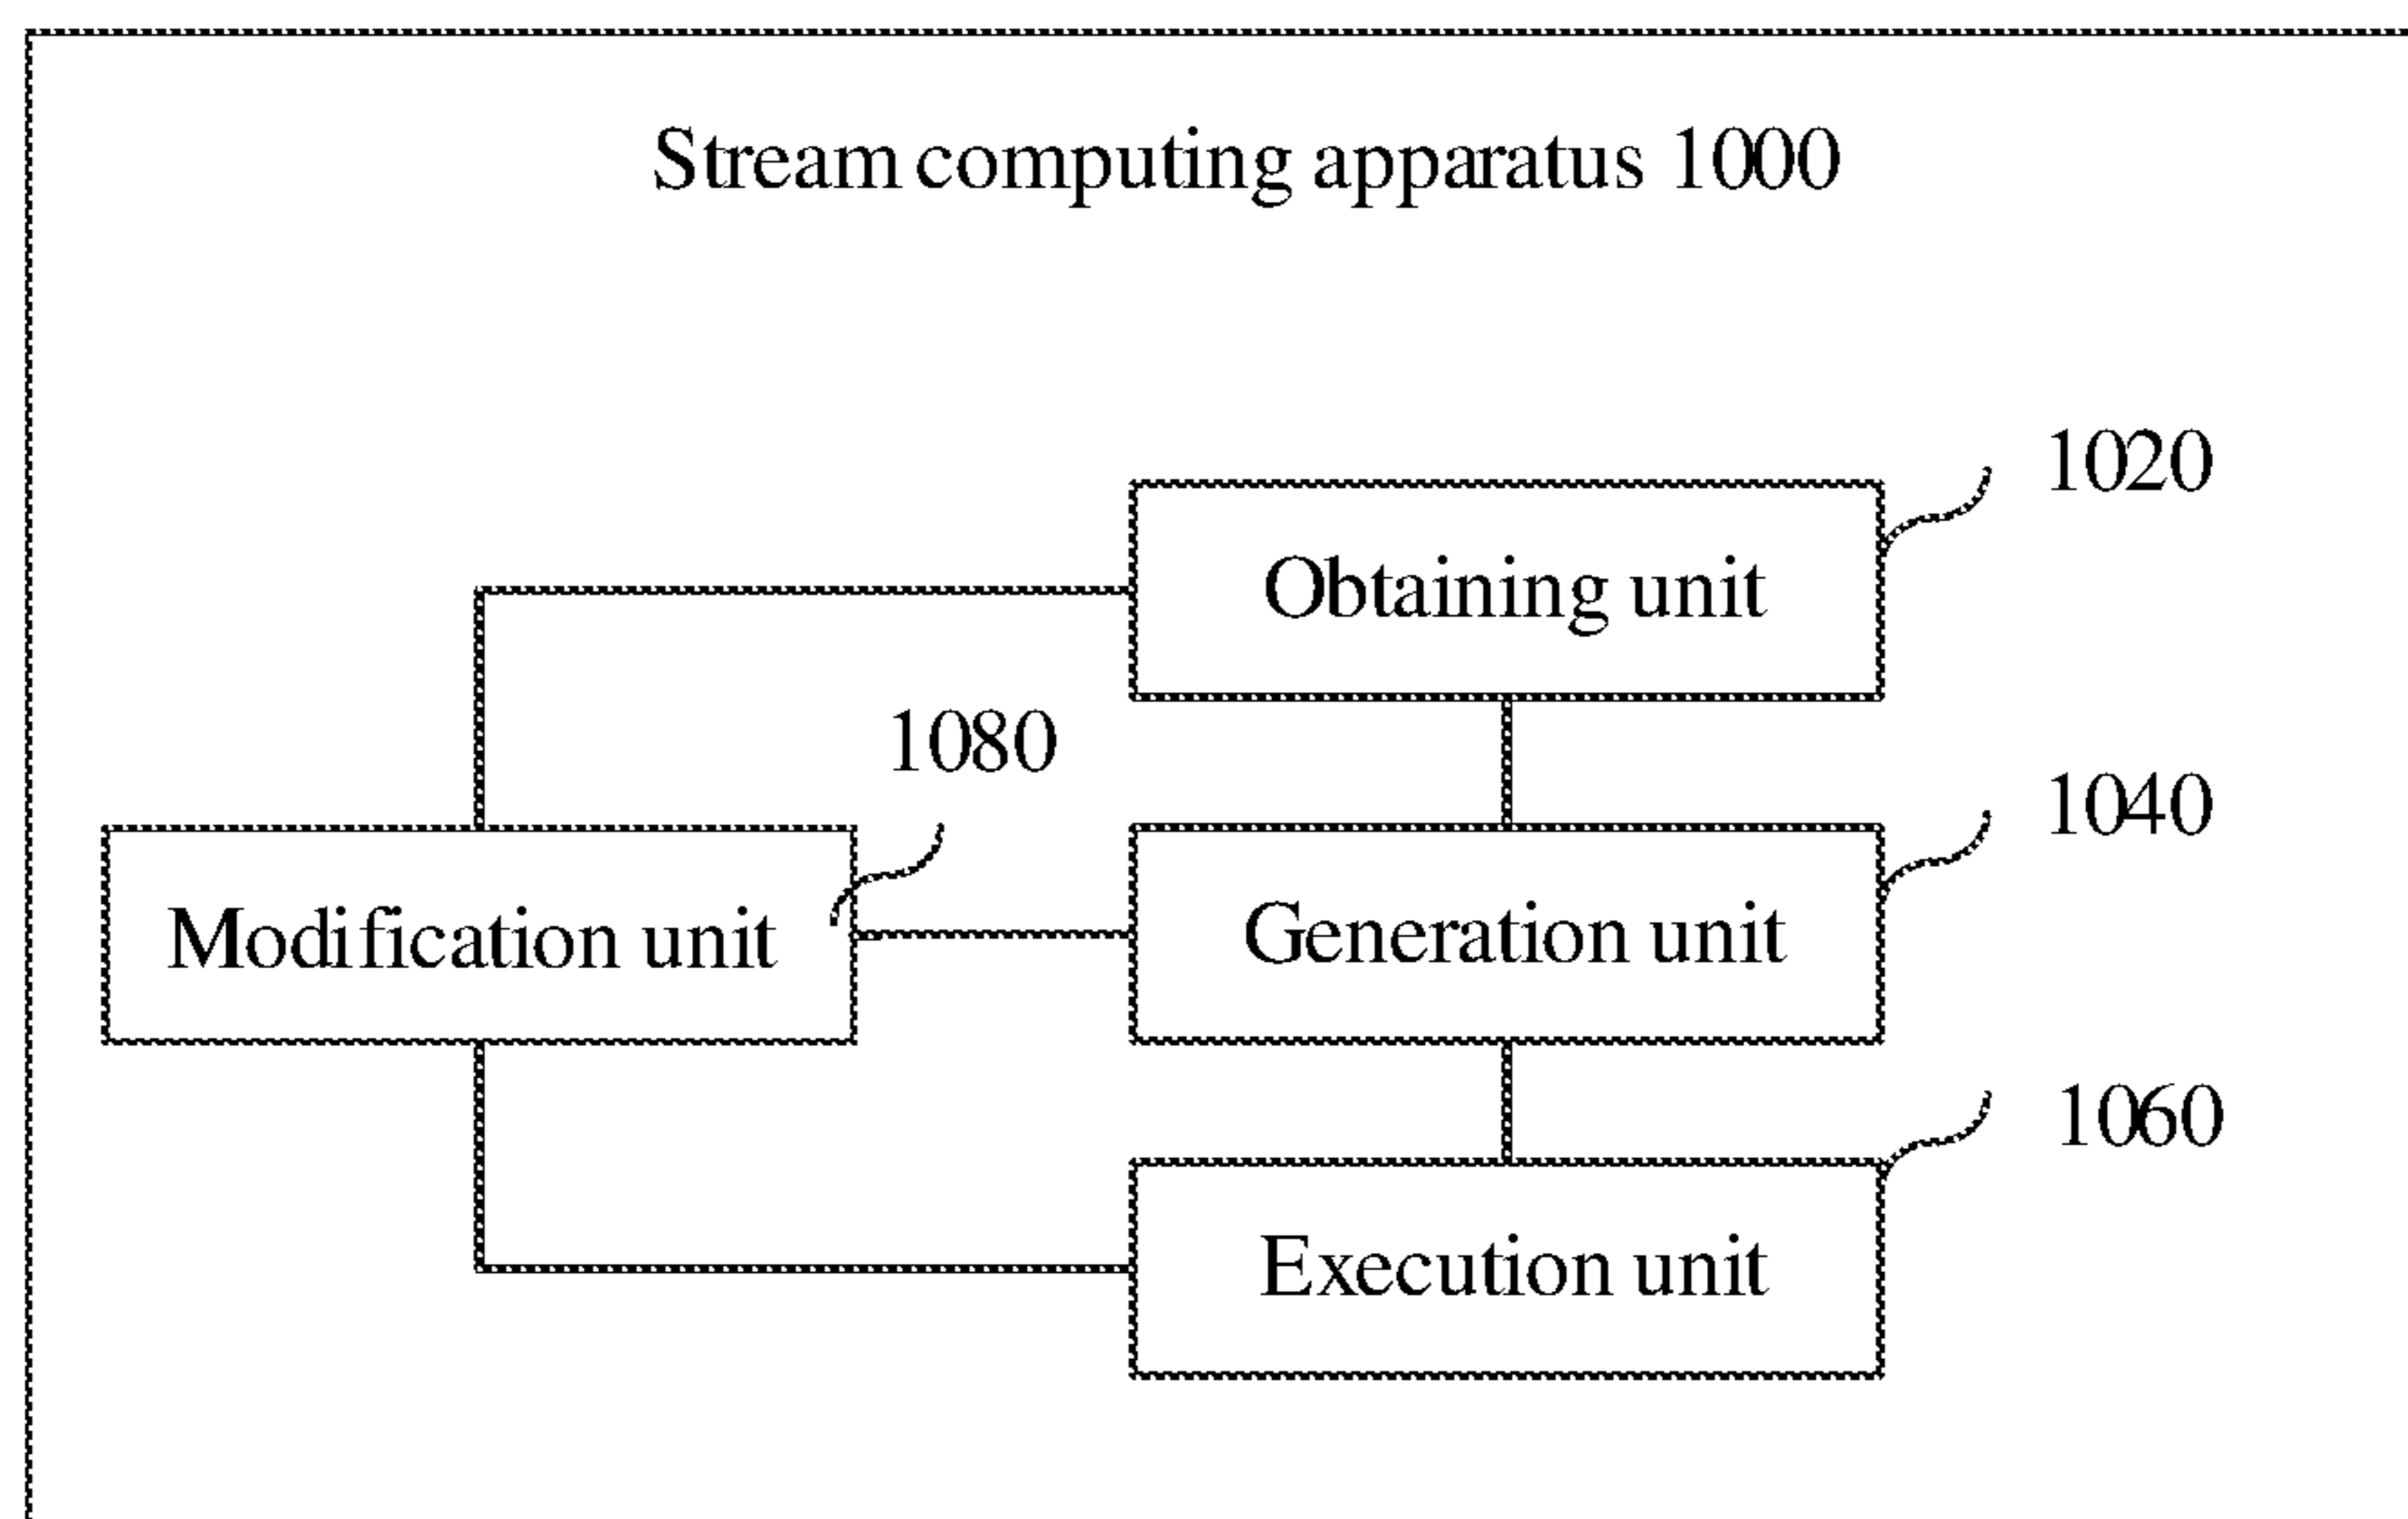 Stream computing apparatus 1000
1020
Obtaining unit
1080
1040
Modification unit
Generation unit
1060
Execution unit